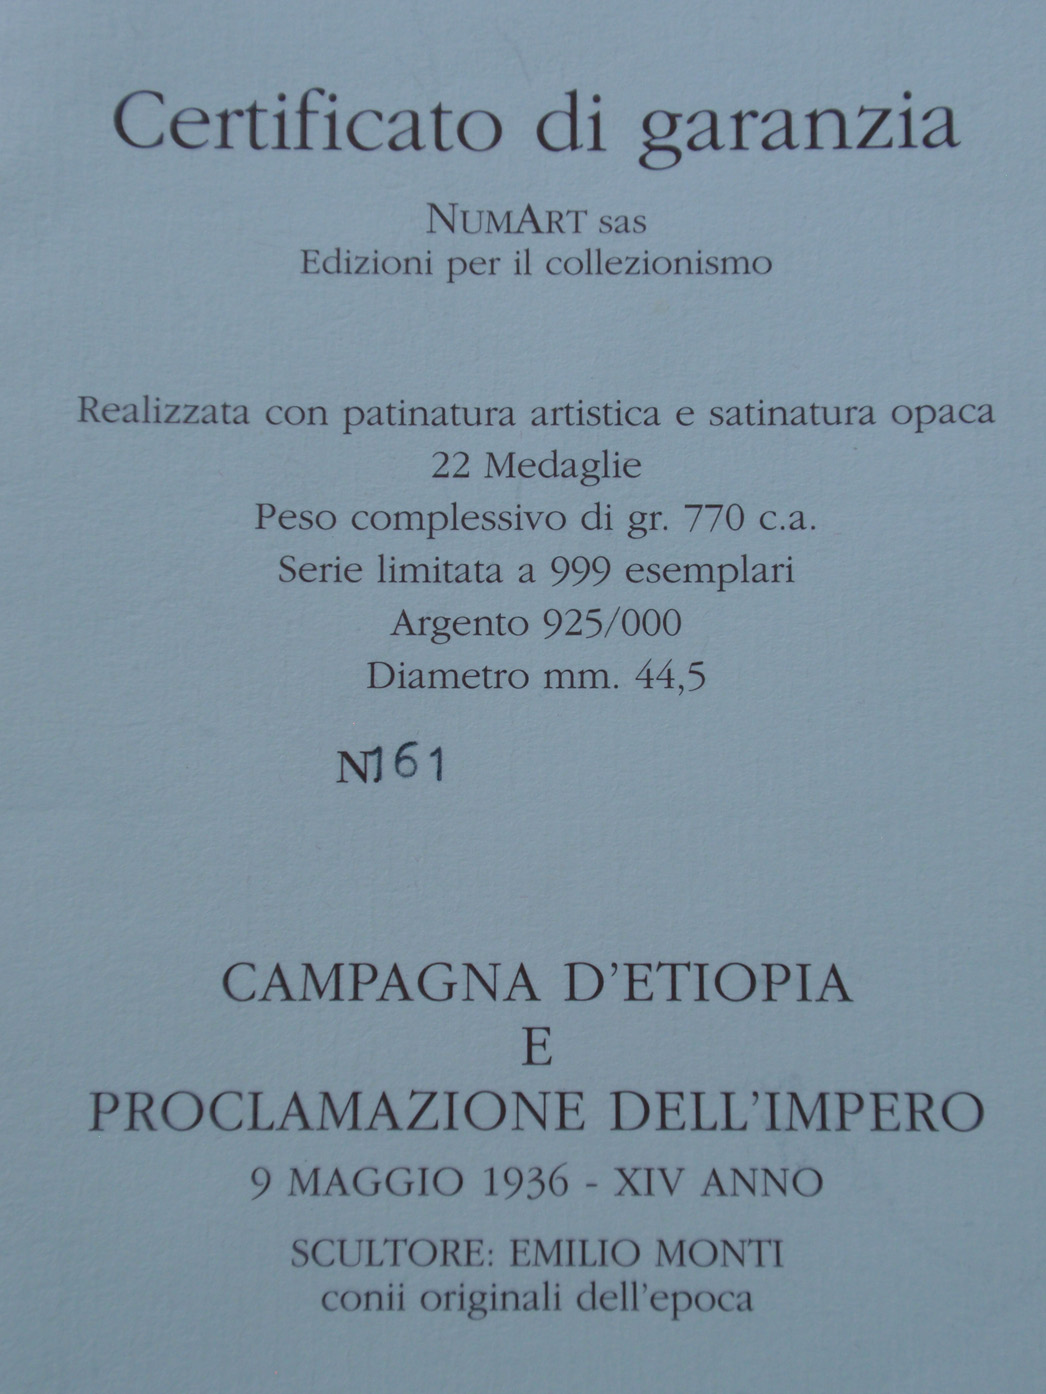 Certificato di garanzia
NUMART sas
Edizioni per il collezionismo
Realizzata con patinatura artistica e satinatura opaca
22 Medaglie
Peso complessivo di gr. 770 c.a.
Serie limitata a 999 esemplari
Argento 925/000
Diametro mm. 44,5
N 161
CAMPAGNA D'ETIOPIA
E
PROCLAMAZIONE DELL'IMPERO
9 MAGGIO 1936 - XIV ANNO
SCULTORE: EMILIO MONTI
conii originali dell'epoca